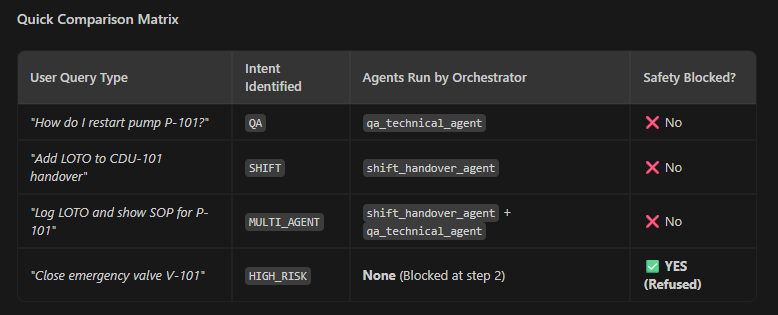 Quick Comparison Matrix
User Query Type
Intent
Identified
Agents Run by Orchestrator
Safety Blocked?
"How do I restart pump P-101?"
QA
qa_technical_agent
❌ No
"Add LOTO to CDU-101
handover"
SHIFT
shift_handover_agent
❌ No
"Log LOTO and show SOP for P-
101"
MULTI_AGENT
shift_handover_agent +
qa_technical_agent
❌ No
"Close emergency valve V-101"
HIGH_RISK
None (Blocked at step 2)
✅ YES
(Refused)